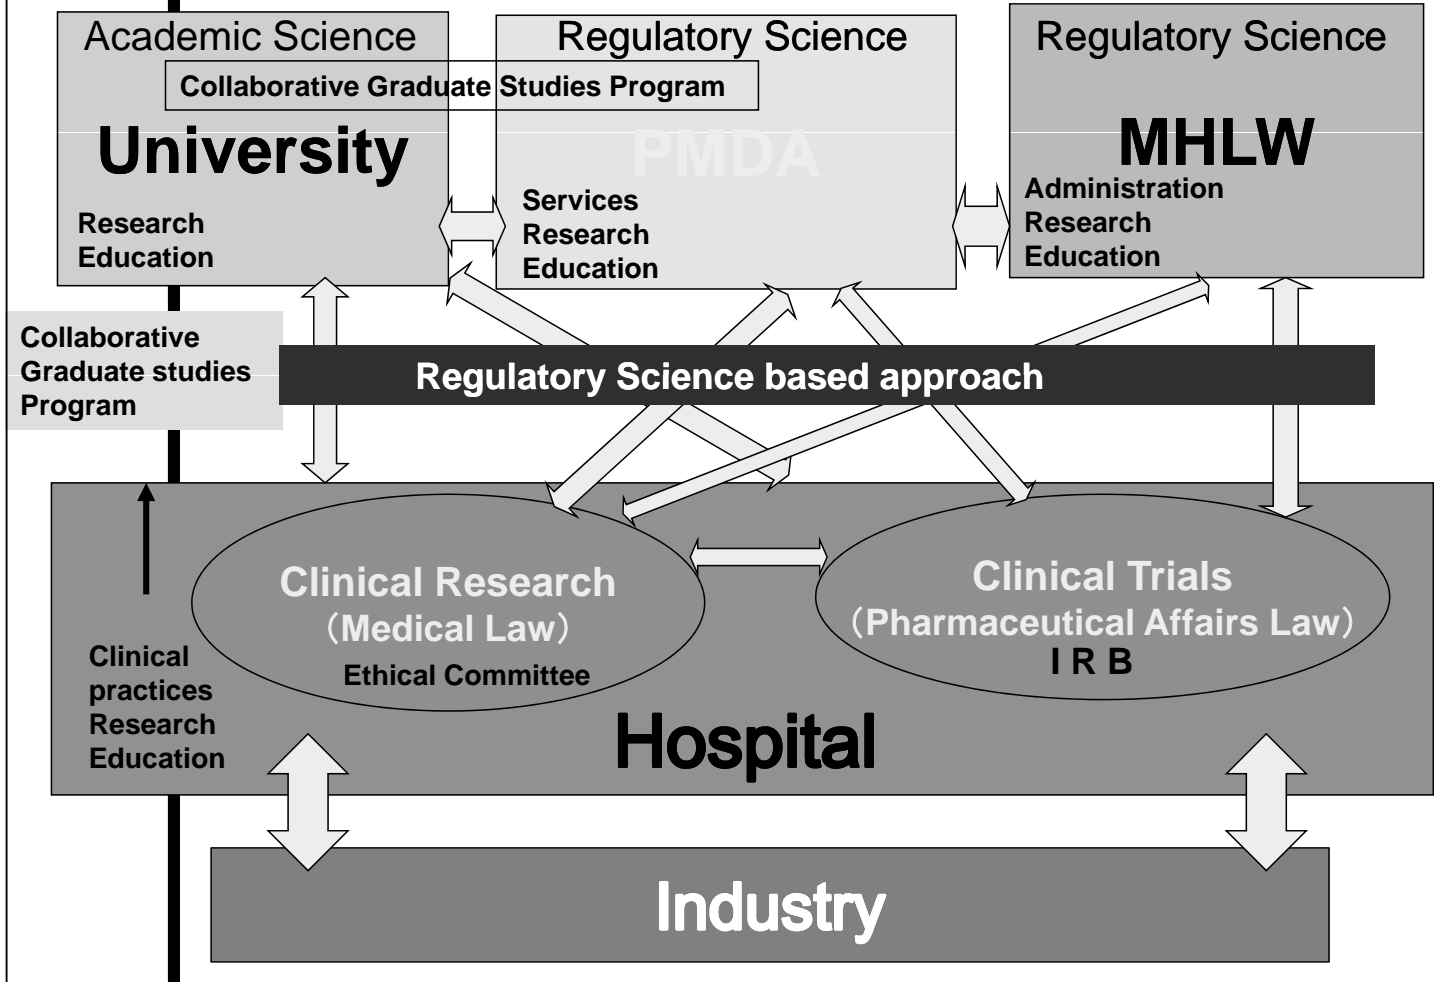 Academic Science
Regulatory Science
Regulatory Science
Collaborative Graduate Studies Program
University
PMDA
MHLW
Research
Education
Services
Research
Education
Administration
Research
Education
Collaborative
Graduate studies
Program
Regulatory Science based approach
Clinical Research
（Medical Law）
Ethical Committee
Clinical Trials
（Pharmaceutical Affairs Law）
I R B
Clinical
practices
Research
Education
Hospital
Industry